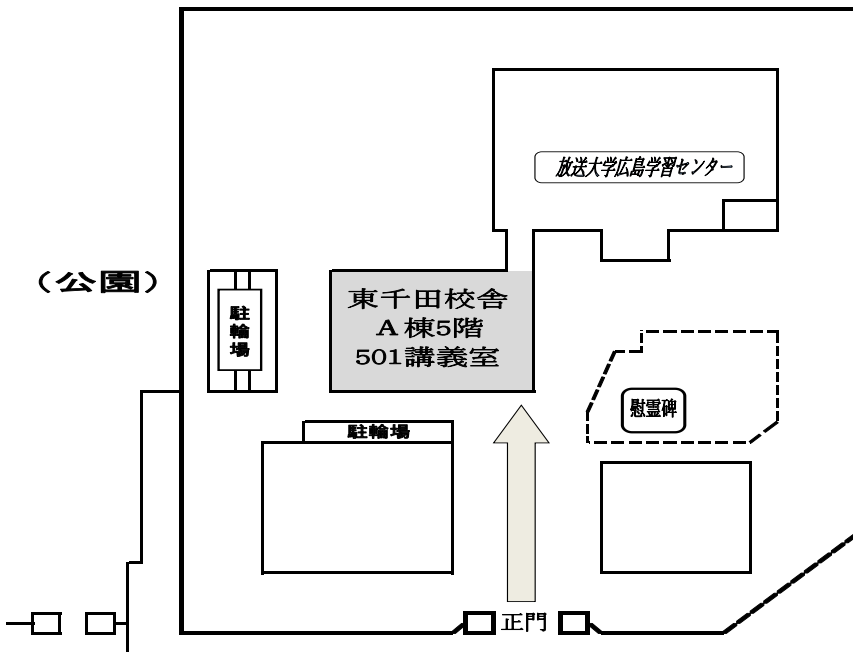 放送大学広島学習センター
（公園）
駐輪場
東千田校舎
A棟5階
501講義室
慰霊碑
駐輪場
正門